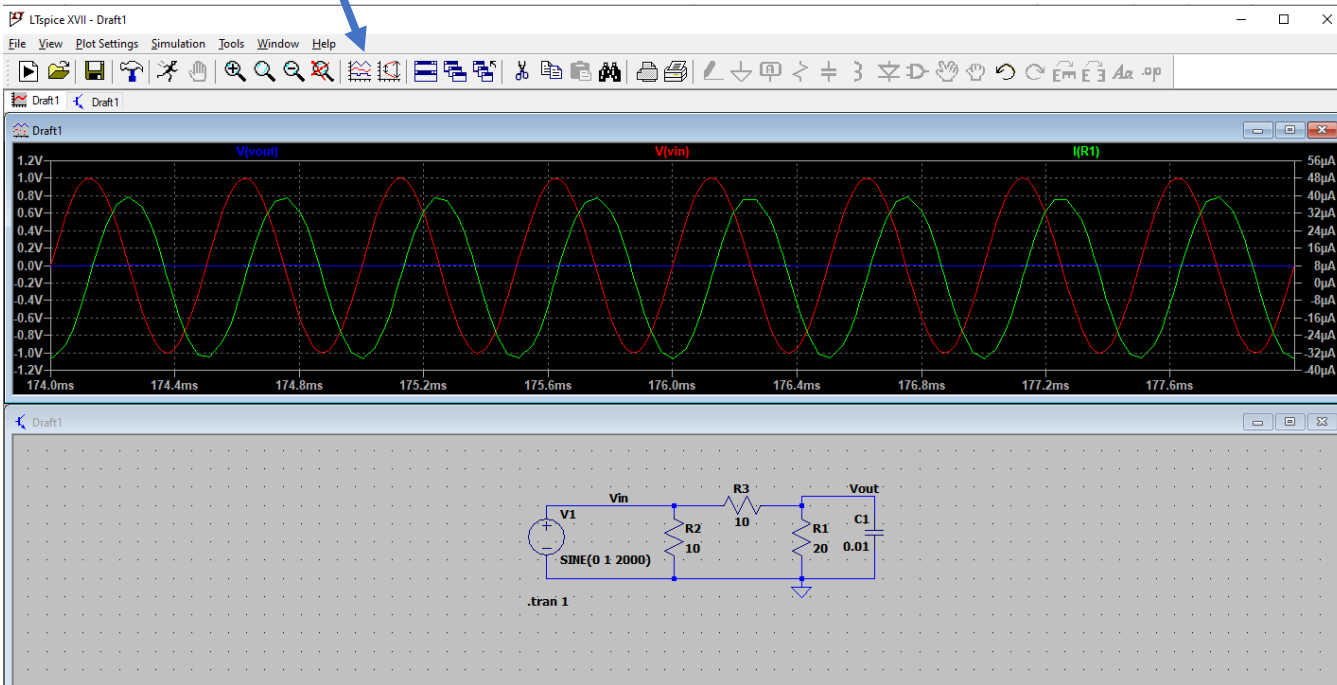 LTspice XVII - Draft1
File View Plot Settings Simulation Tools Window Help
Aa .op
Draft1 Draft1
Draft1
V(vout) V(vin) I(R1)
1.2V 56µA
1.0V 48µA
0.8V 40µA
0.6V 32µA
0.4V 24µA
0.2V 16µA
0.0V 8µA
-0.2V 0µA
-0.4V -8µA
-0.6V -16µA
-0.8V -24µA
-1.0V -32µA
-1.2V -40µA
174.0ms 174.4ms 174.8ms 175.2ms 175.6ms 176.0ms 176.4ms 176.8ms 177.2ms 177.6ms
Draft1
Vin R3 Vout
V1 10 C1
R2 R1
10 20 0.01
SINE(0 1 2000)
.tran 1